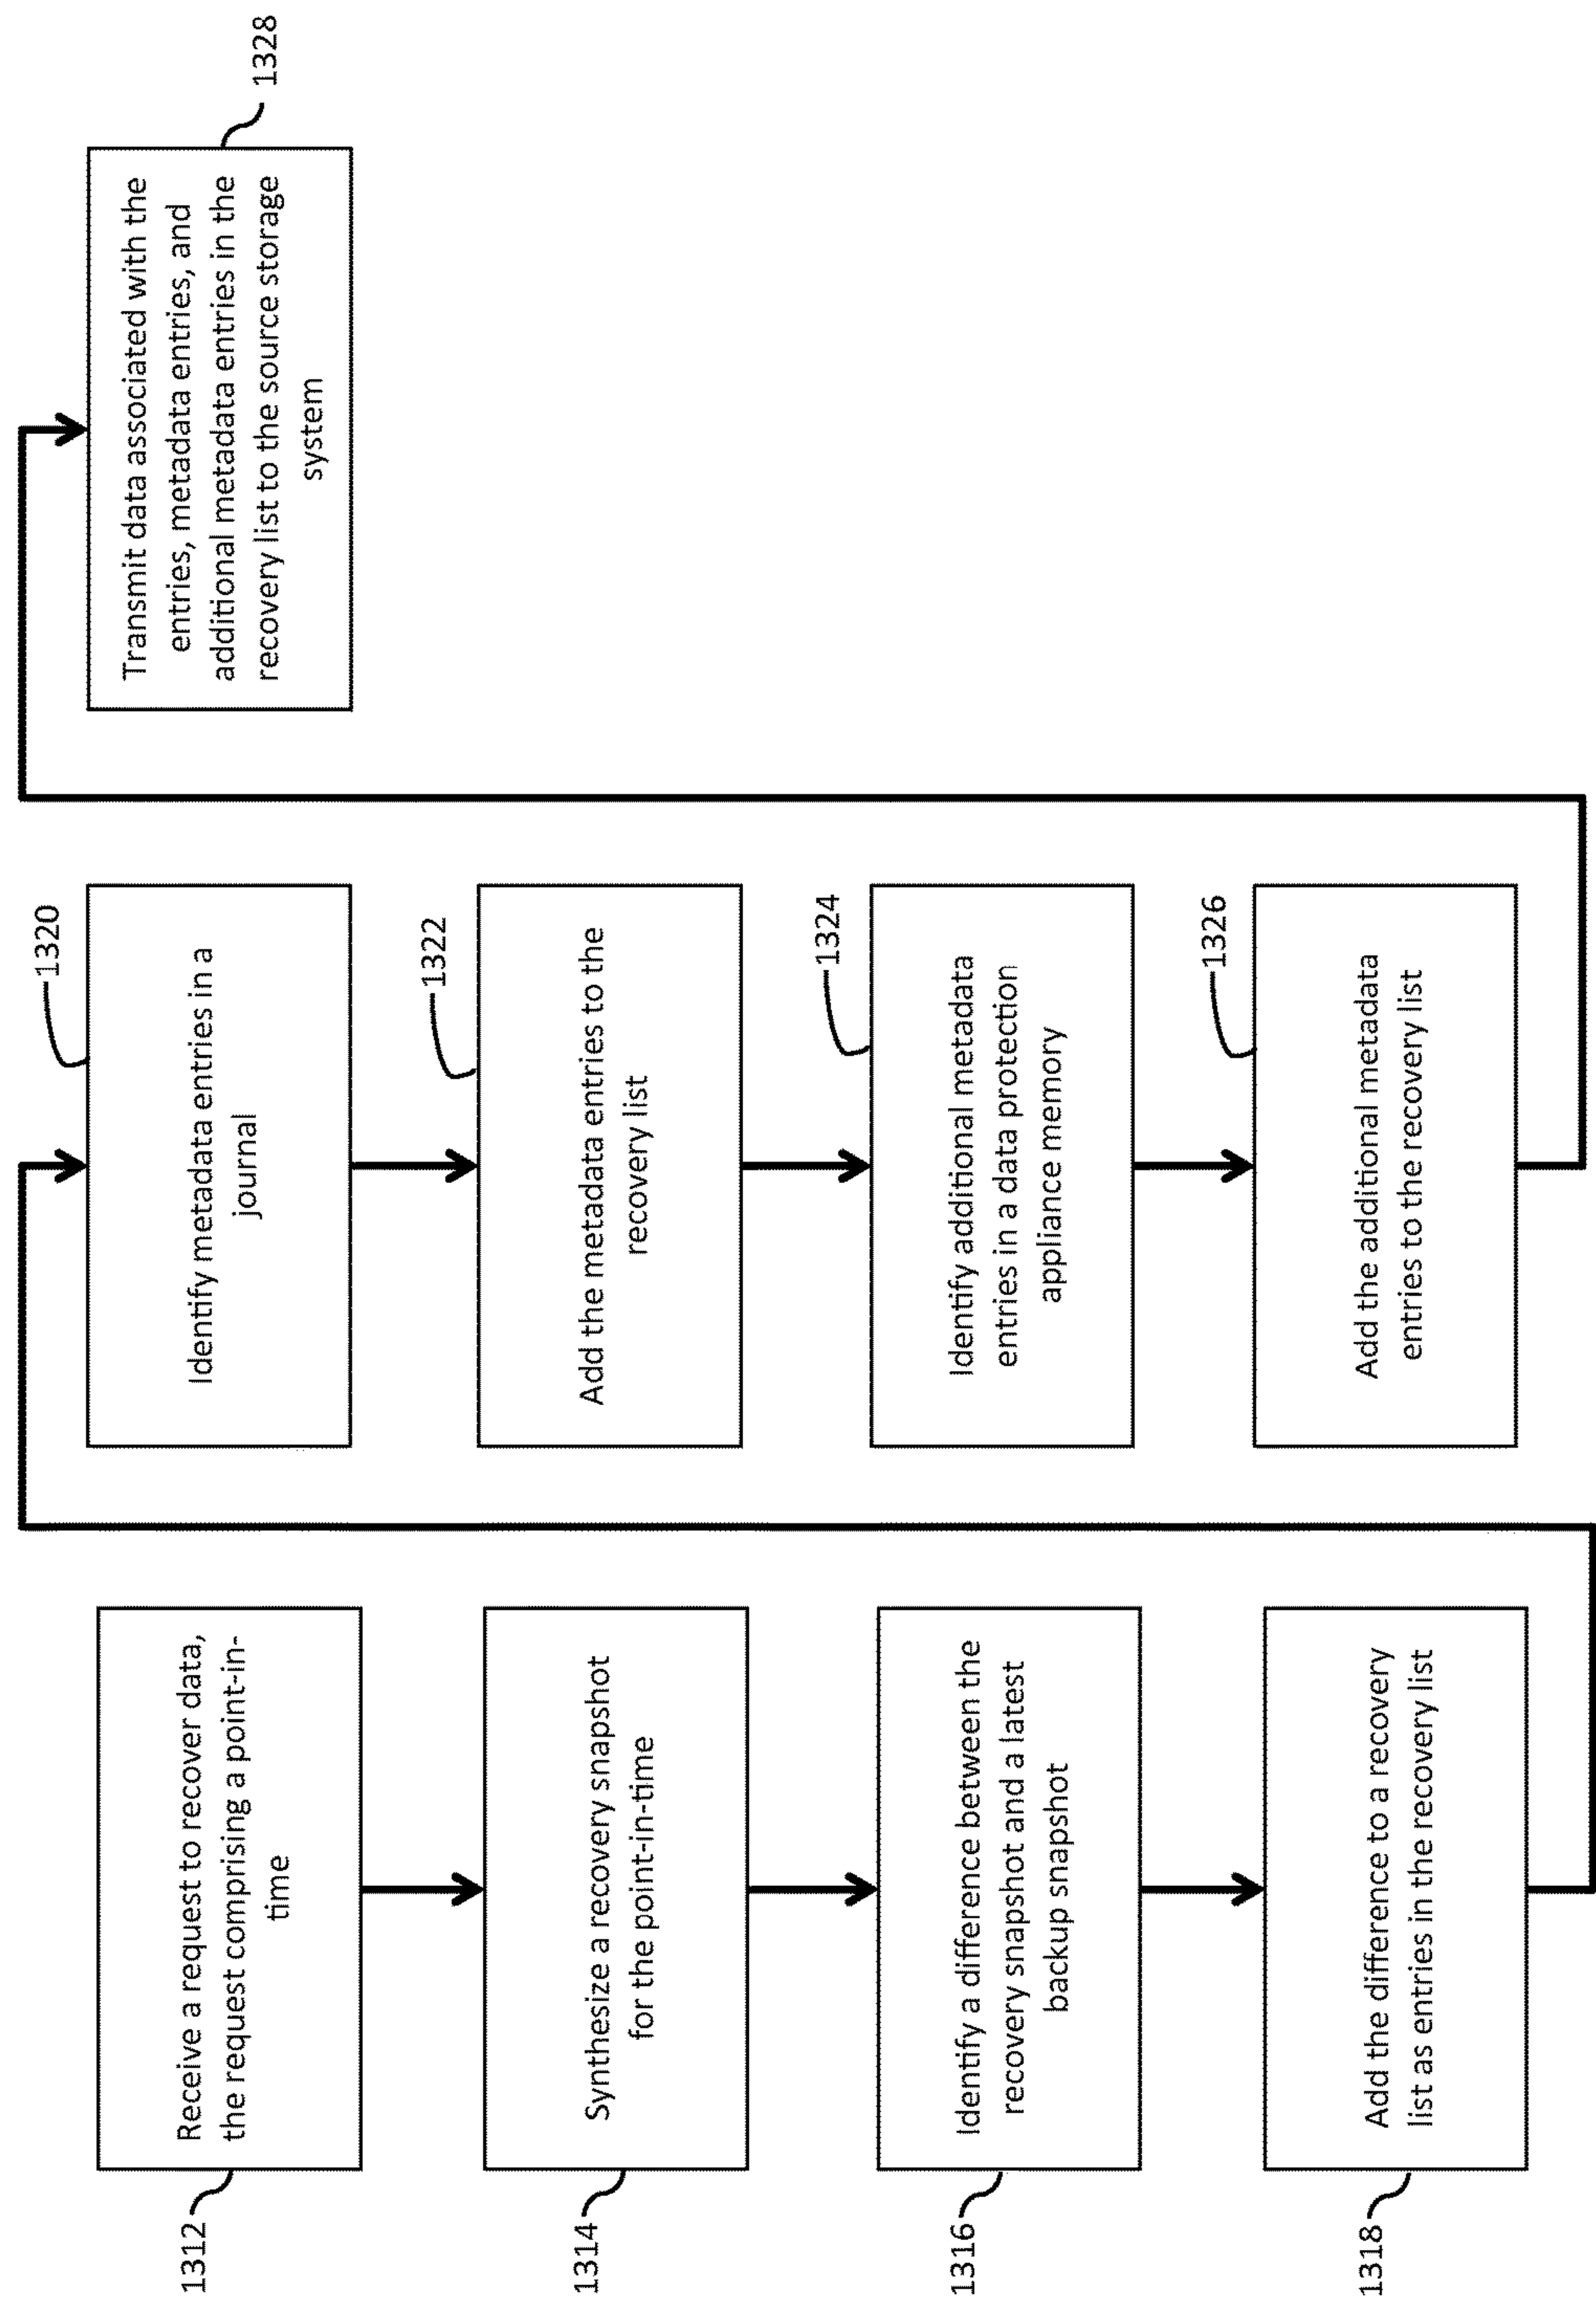 1312
Receive a request to recover data,
the request comprising a point-in-
time
1314
Synthesize a recovery snapshot
for the point-in-time
1316
Identify a difference between the
recovery snapshot and a latest
backup snapshot
1318
Add the difference to a recovery
list as entries in the recovery list
1320
Identify metadata entries in a
journal
1322
Add the metadata entries to the
recovery list
1324
Identify additional metadata
entries in a data protection
appliance memory
1326
Add the additional metadata
entries to the recovery list
1328
Transmit data associated with the
entries, metadata entries, and
additional metadata entries in the
recovery list to the source storage
system